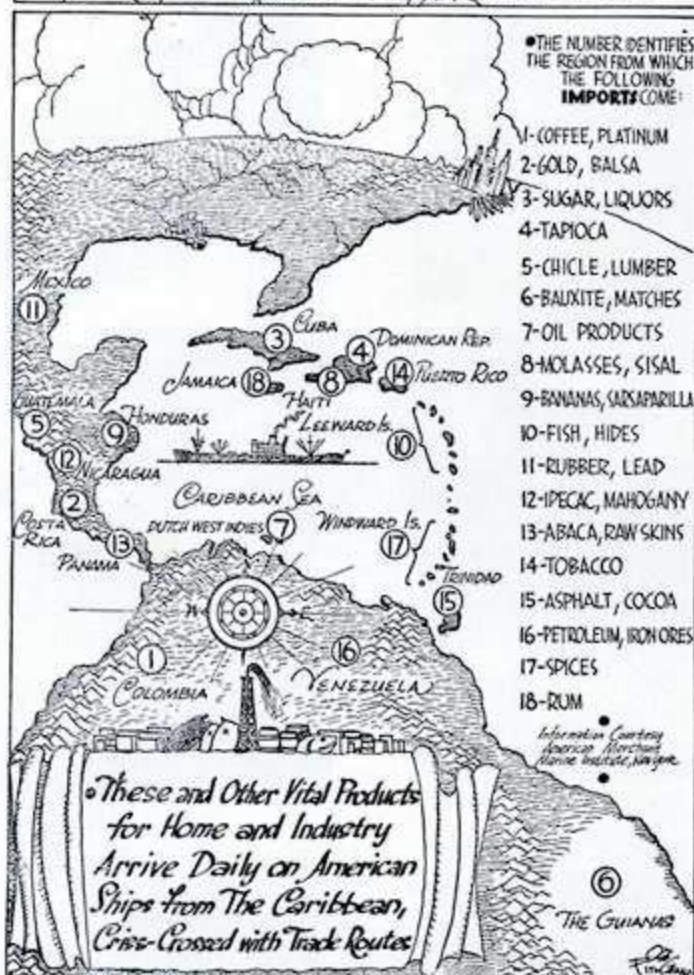 •THE NUMBER IDENTIFIES
THE REGION FROM WHICH
THE FOLLOWING
IMPORTS COME:
1-COFFEE, PLATINUM
2-GOLD, BALSA
3-SUGAR, LIQUORS
4-TAPIOCA
5-CHICLE, LUMBER
6-BAUXITE, MATCHES
7-OIL PRODUCTS
8-MOLASSES, SISAL
9-BANANAS, SARSAPARILLA
10-FISH, HIDES
11-RUBBER, LEAD
12-IPECAC, MAHOGANY
13-ABACA, RAW SKINS
14-TOBACCO
15-ASPHALT, COCOA
16-PETROLEUM, IRON ORES
17-SPICES
18-RUM
Information Courtesy
American Merchant
Marine Institute, New York
MEXICO
11
CUBA
3
DOMINICAN REP.
4
JAMAICA 18
8
14
PUERTO RICO
HAITI
GUATEMALA
5
HONDURAS
9
LEEWARD IS.
10
12
NICARAGUA
2
COSTA
RICA
CARIBBEAN SEA
DUTCH WEST INDIES 7
WINDWARD IS.
17
13
PANAMA
TRINIDAD
15
1
16
COLOMBIA
VENEZUELA
•These and Other Vital Products
for Home and Industry
Arrive Daily on American
Ships from The Caribbean,
Criss-Crossed with Trade Routes
6
THE GUIANAS